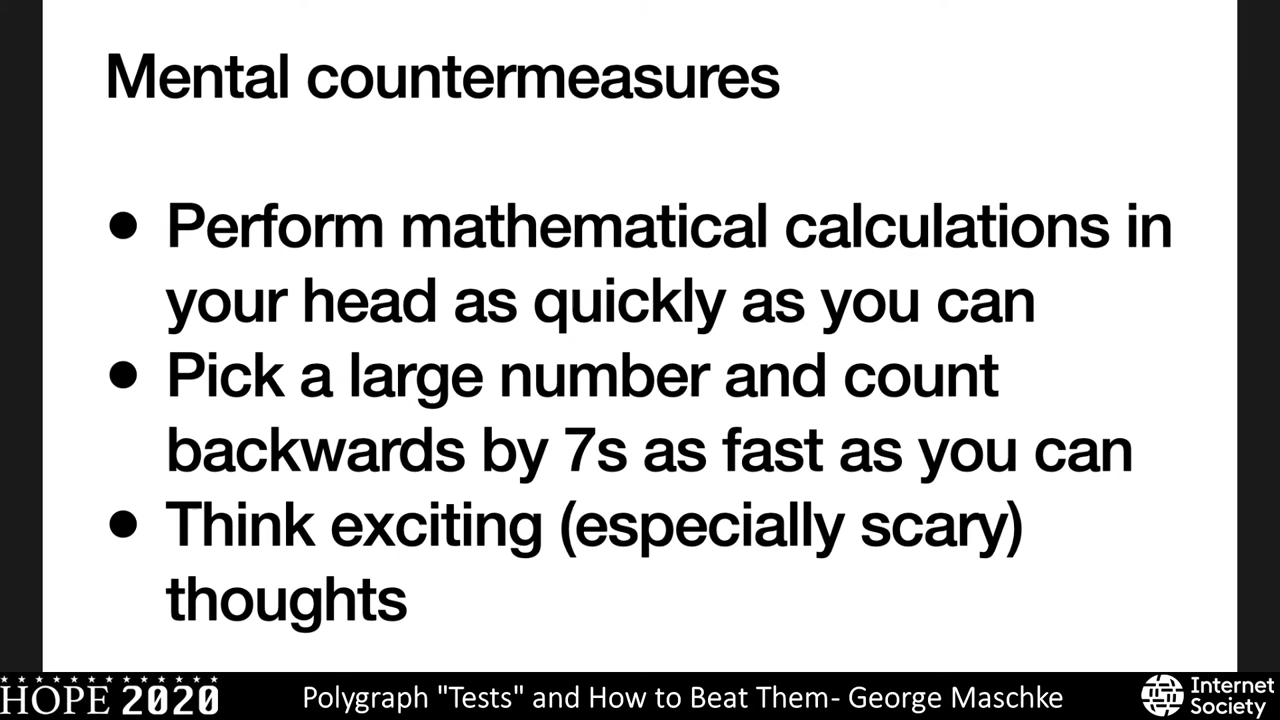 Mental countermeasures
● Perform mathematical calculations in
your head as quickly as you can
● Pick a large number and count
backwards by 7s as fast as you can
● Think exciting (especially scary)
thoughts
HOPE 2020
Polygraph "Tests" and How to Beat Them- George Maschke
Internet
Society